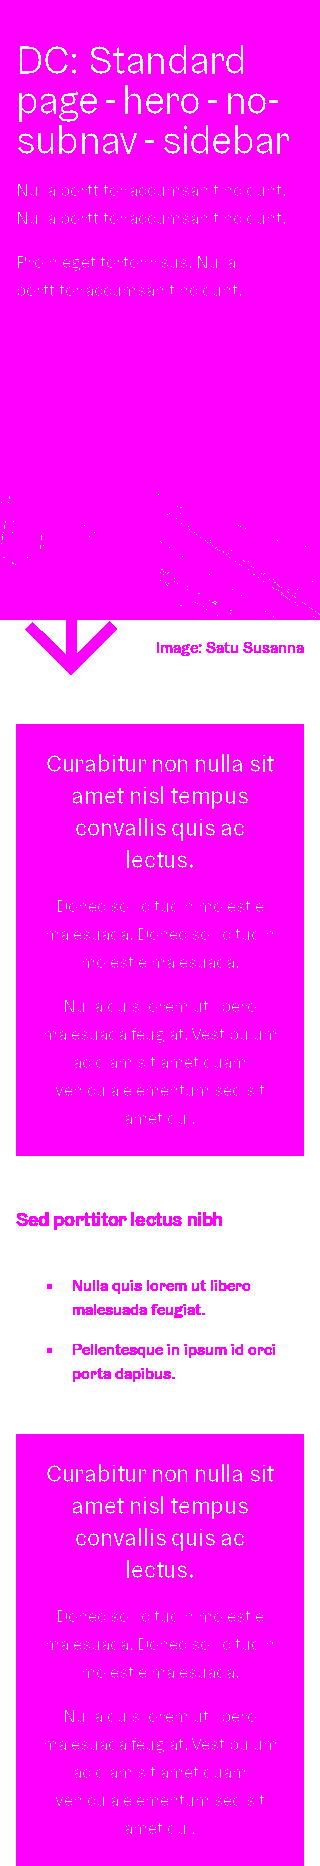 DC: Standard
page - hero - no-
subnav - sidebar
Nulla porttitor accumsan tincidunt.
Nulla porttitor accumsan tincidunt.
Proin eget tortor risus. Nulla
porttitor accumsan tincidunt.
Image: Satu Susanna
Curabitur non nulla sit
amet nisl tempus
convallis quis ac
lectus.
Donec sollicitudin molestie
malesuada. Donec sollicitudin
molestie malesuada.
Nulla quis lorem ut libero
malesuada feugiat. Vestibulum
ac diam sit amet quam
vehicula elementum sed sit
amet dui.
Sed porttitor lectus nibh
Nulla quis lorem ut libero
malesuada feugiat.
Pellentesque in ipsum id orci
porta dapibus.
Curabitur non nulla sit
amet nisl tempus
convallis quis ac
lectus.
Donec sollicitudin molestie
malesuada. Donec sollicitudin
molestie malesuada.
Nulla quis lorem ut libero
malesuada feugiat. Vestibulum
ac diam sit amet quam
vehicula elementum sed sit
amet dui.